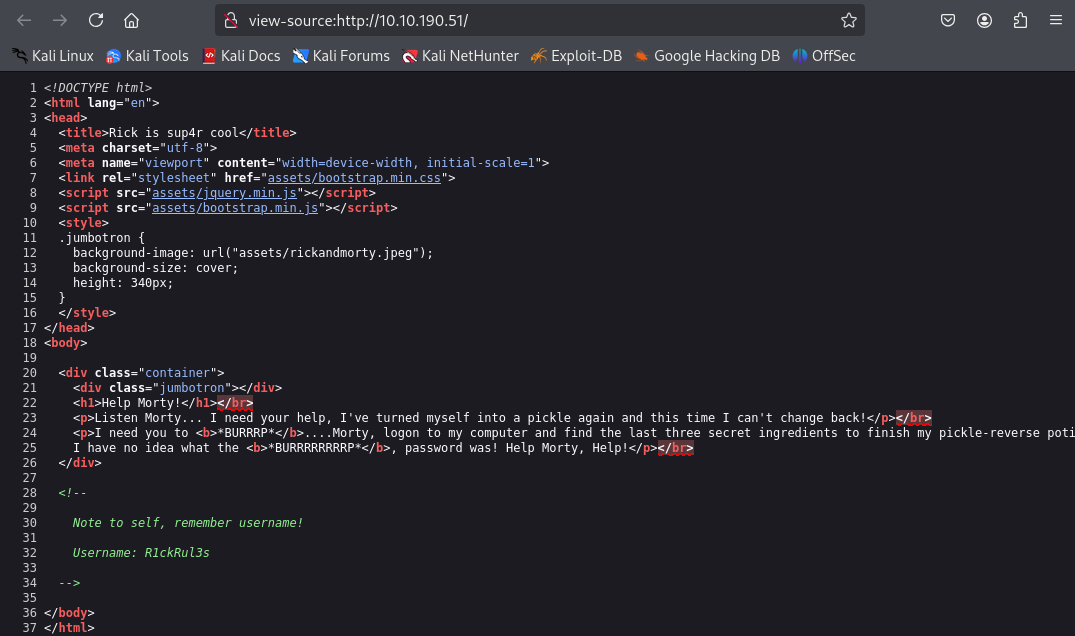 view-source:http://10.10.190.51/
Kali Linux Kali Tools Kali Docs Kali Forums Kali NetHunter Exploit-DB Google Hacking DB OffSec
1 <!DOCTYPE html>
2 <html lang="en">
3 <head>
4 <title>Rick is sup4r cool</title>
5 <meta charset="utf-8">
6 <meta name="viewport" content="width=device-width, initial-scale=1">
7 <link rel="stylesheet" href="assets/bootstrap.min.css">
8 <script src="assets/jquery.min.js"></script>
9 <script src="assets/bootstrap.min.js"></script>
10 <style>
11 .jumbotron {
12 background-image: url("assets/rickandmorty.jpeg");
13 background-size: cover;
14 height: 340px;
15 }
16 </style>
17 </head>
18 <body>
19
20 <div class="container">
21 <div class="jumbotron"></div>
22 <h1>Help Morty!</h1></br>
23 <p>Listen Morty... I need your help, I've turned myself into a pickle again and this time I can't change back!</p></br>
24 <p>I need you to <b>*BURRRP*</b>....Morty, logon to my computer and find the last three secret ingredients to finish my pickle-reverse poti
25 I have no idea what the <b>*BURRRRRRRRP*</b>, password was! Help Morty, Help!</p></br>
26 </div>
27
28 <!--
29
30 Note to self, remember username!
31
32 Username: R1ckRul3s
33
34 -->
35
36 </body>
37 </html>